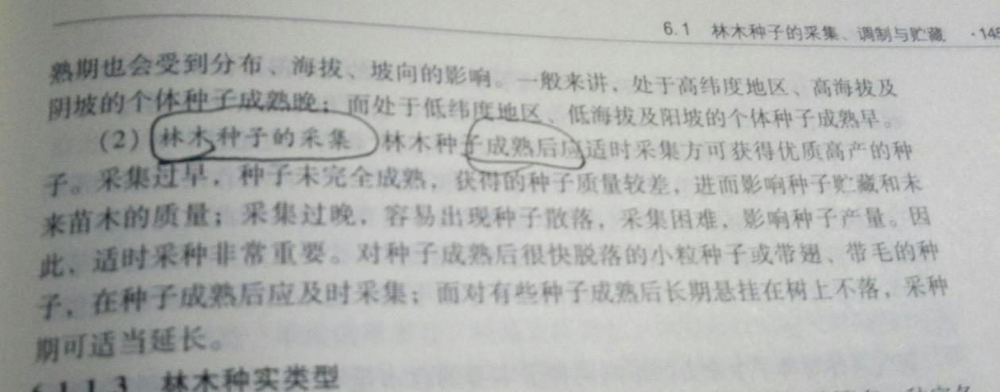 6.1 林木种子的采集、调制与贮藏 ·145
熟期也会受到分布、海拔、坡向的影响。一般来讲，处于高纬度地区、高海拔及
阴坡的个体种子成熟晚；而处于低纬度地区、低海拔及阳坡的个体种子成熟早。
(2) 林木种子的采集 林木种子成熟后应适时采集方可获得优质高产的种
子。采集过早，种子未完全成熟，获得的种子质量较差，进而影响种子贮藏和未
来苗木的质量；采集过晚，容易出现种子散落，采集困难，影响种子产量。因
此，适时采种非常重要。对种子成熟后很快脱落的小粒种子或带翅、带毛的种
子，在种子成熟后应及时采集；而对有些种子成熟后长期悬挂在树上不落，采种
期可适当延长。
6.1.1.3 林木种实类型